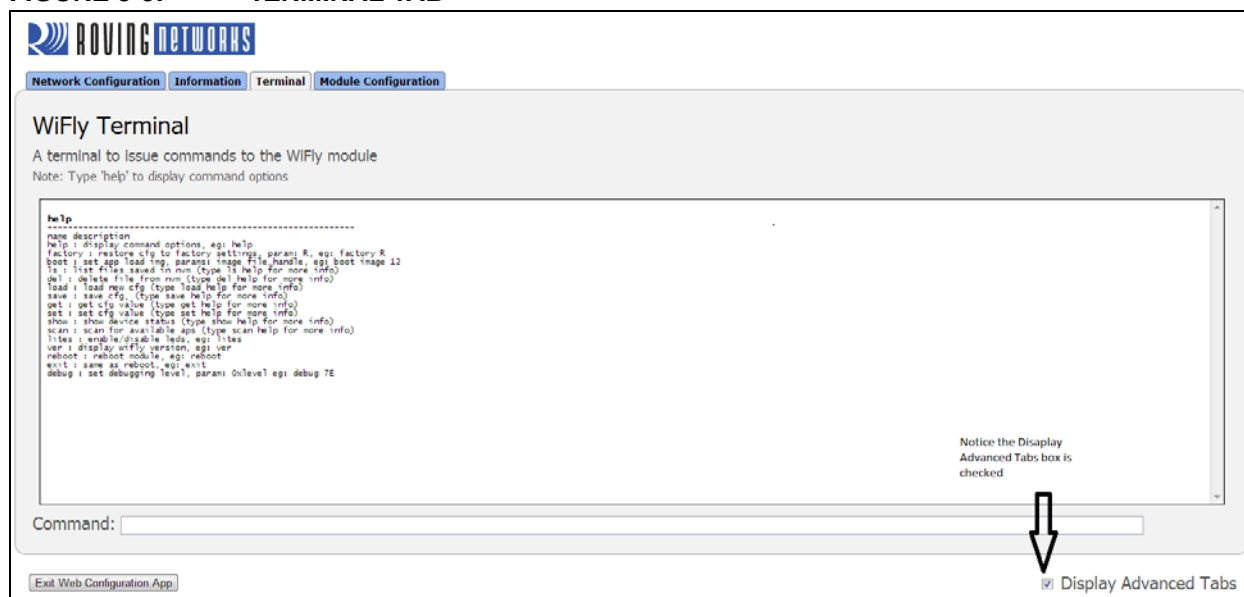 ROVING NETWORKS
Network Configuration Information Terminal Module Configuration
WiFly Terminal
A terminal to issue commands to the WiFly module
Note: Type 'help' to display command options
help
------------------------------------------------------------
name description
help : display command options, eg: help
factory : restore cfg to factory settings, param: R, eg: factory R
boot : set app load img, params: image file_handle, eg: boot image 12
ls : list files saved in nvm (type ls help for more info)
del : delete file from nvm (type del help for more info)
load : load new cfg (type load help for more info)
save : save cfg, (type save help for more info)
get : get cfg value (type get help for more info)
set : set cfg value (type set help for more info)
show : show device status (type show help for more info)
scan : scan for available aps (type scan help for more info)
lites : enable/disable leds, eg: lites
ver : display wifly version, eg: ver
reboot : reboot module, eg: reboot
exit : same as reboot, eg: exit
debug : set debugging level, param: 0xlevel eg: debug 7E
Notice the Disaplay
Advanced Tabs box is
checked
Command:
Exit Web Configuration App
Display Advanced Tabs